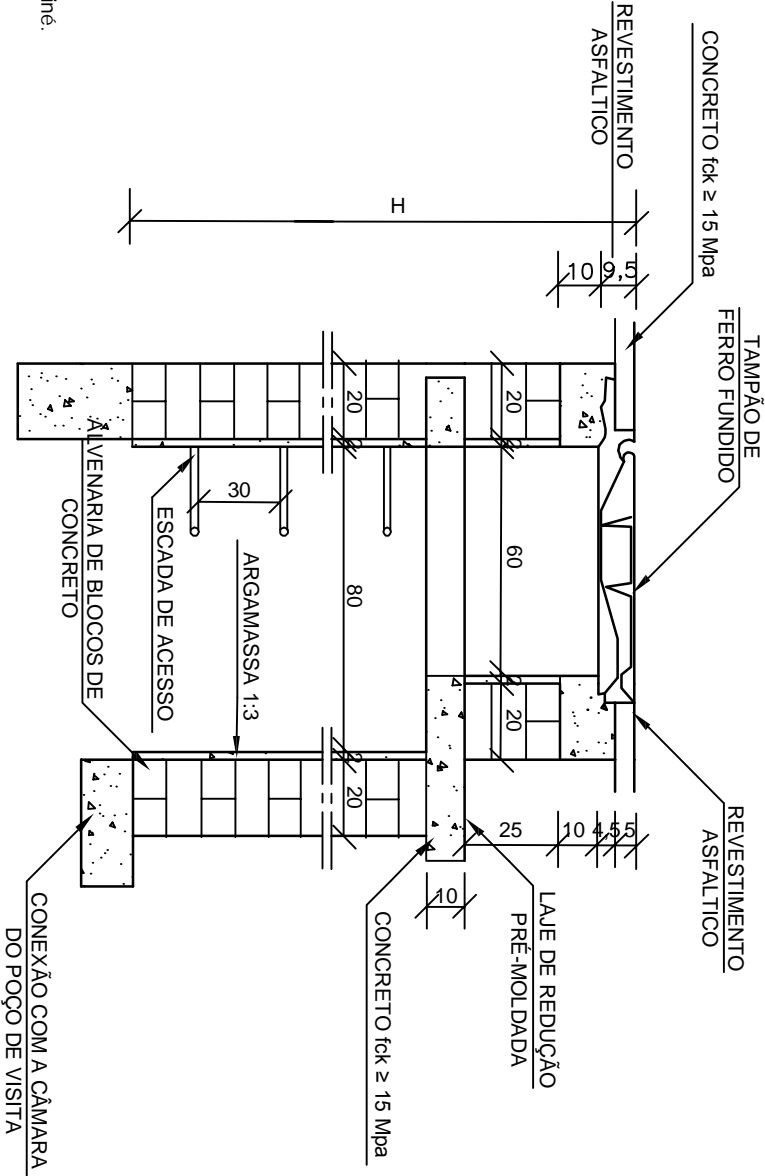 CONCRETO fck ≥ 15 Mpa
TAMPÃO DE
FERRO FUNDIDO
REVESTIMENTO
ASFALTICO
REVESTIMENTO
ASFALTICO
H
10
9,5
20
2
60
2
20
25
10
4,5
5
LAJE DE REDUÇÃO
PRÉ-MOLDADA
10
20
2
80
2
20
30
CONCRETO fck ≥ 15 Mpa
ARGAMASSA 1:3
ESCADA DE ACESSO
ALVENARIA DE BLOCOS DE
CONCRETO
CONEXÃO COM A CÂMARA
DO POÇO DE VISITA